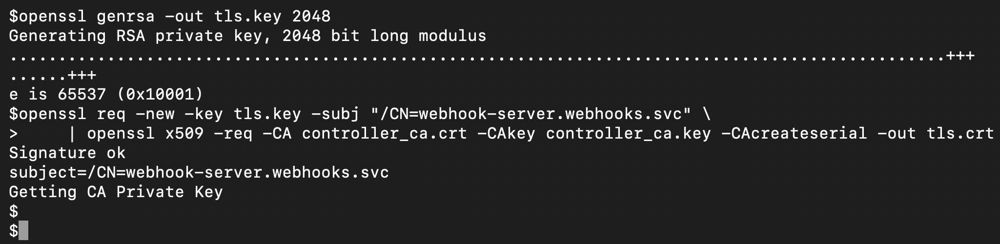 $openssl genrsa -out tls.key 2048
Generating RSA private key, 2048 bit long modulus
................................................................................................+++
......+++
e is 65537 (0x10001)
$openssl req -new -key tls.key -subj "/CN=webhook-server.webhooks.svc" \
>     | openssl x509 -req -CA controller_ca.crt -CAkey controller_ca.key -CAcreateserial -out tls.crt
Signature ok
subject=/CN=webhook-server.webhooks.svc
Getting CA Private Key
$
$